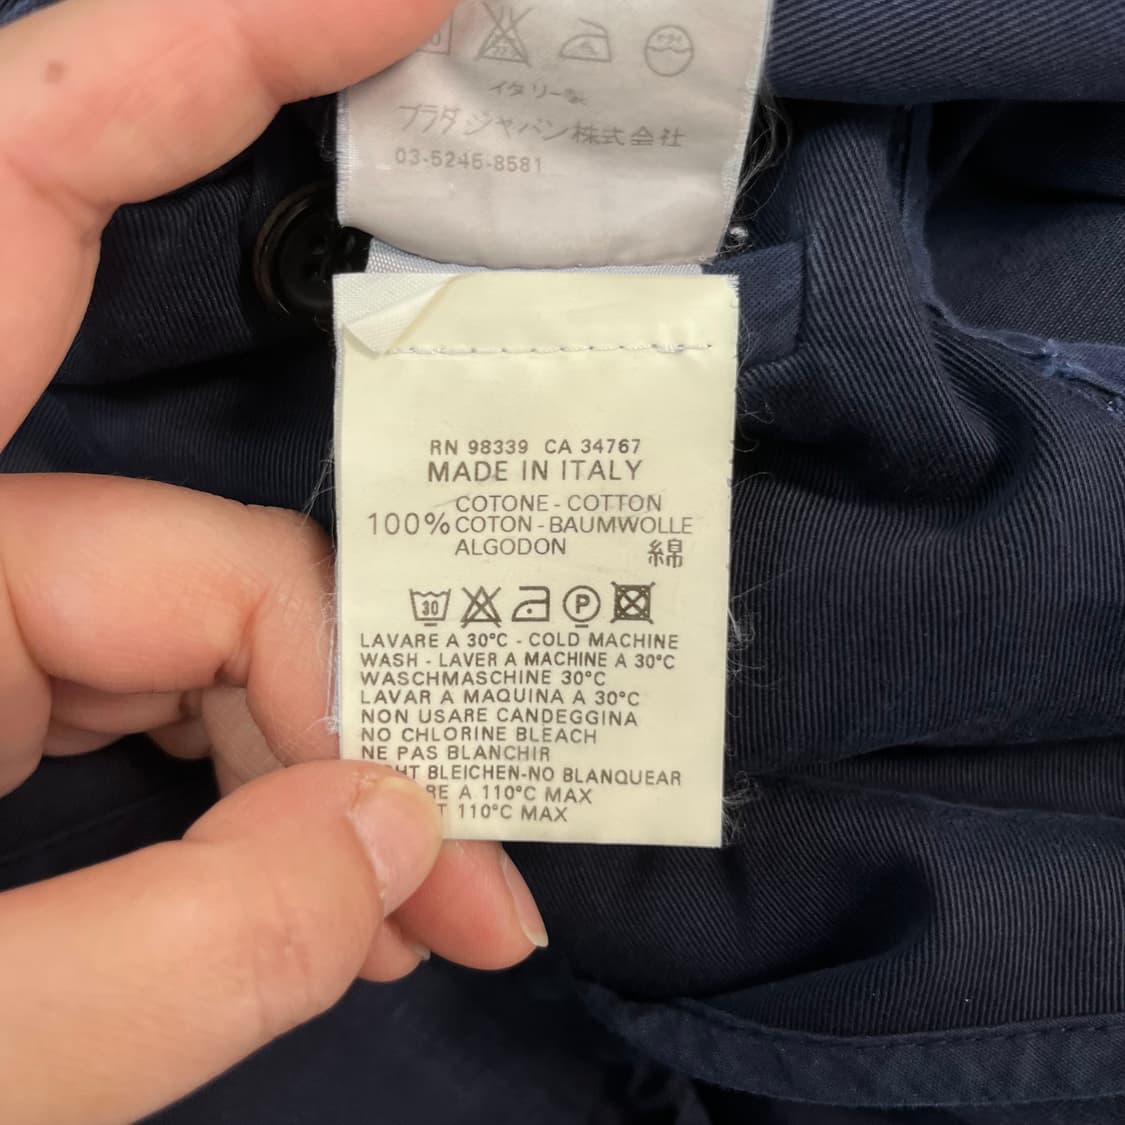 イタリー製
プラダ ジャパン株式会社
03-5245-8581
RN 98339 CA 34767
MADE IN ITALY
COTONE - COTTON
100% COTON - BAUMWOLLE
ALGODON 綿
30 P
LAVARE A 30°C - COLD MACHINE
WASH - LAVER A MACHINE A 30°C
WASCHMASCHINE 30°C
LAVAR A MAQUINA A 30°C
NON USARE CANDEGGINA
NO CHLORINE BLEACH
NE PAS BLANCHIR
BLEICHEN-NO BLANQUEAR
A 110°C MAX
110°C MAX